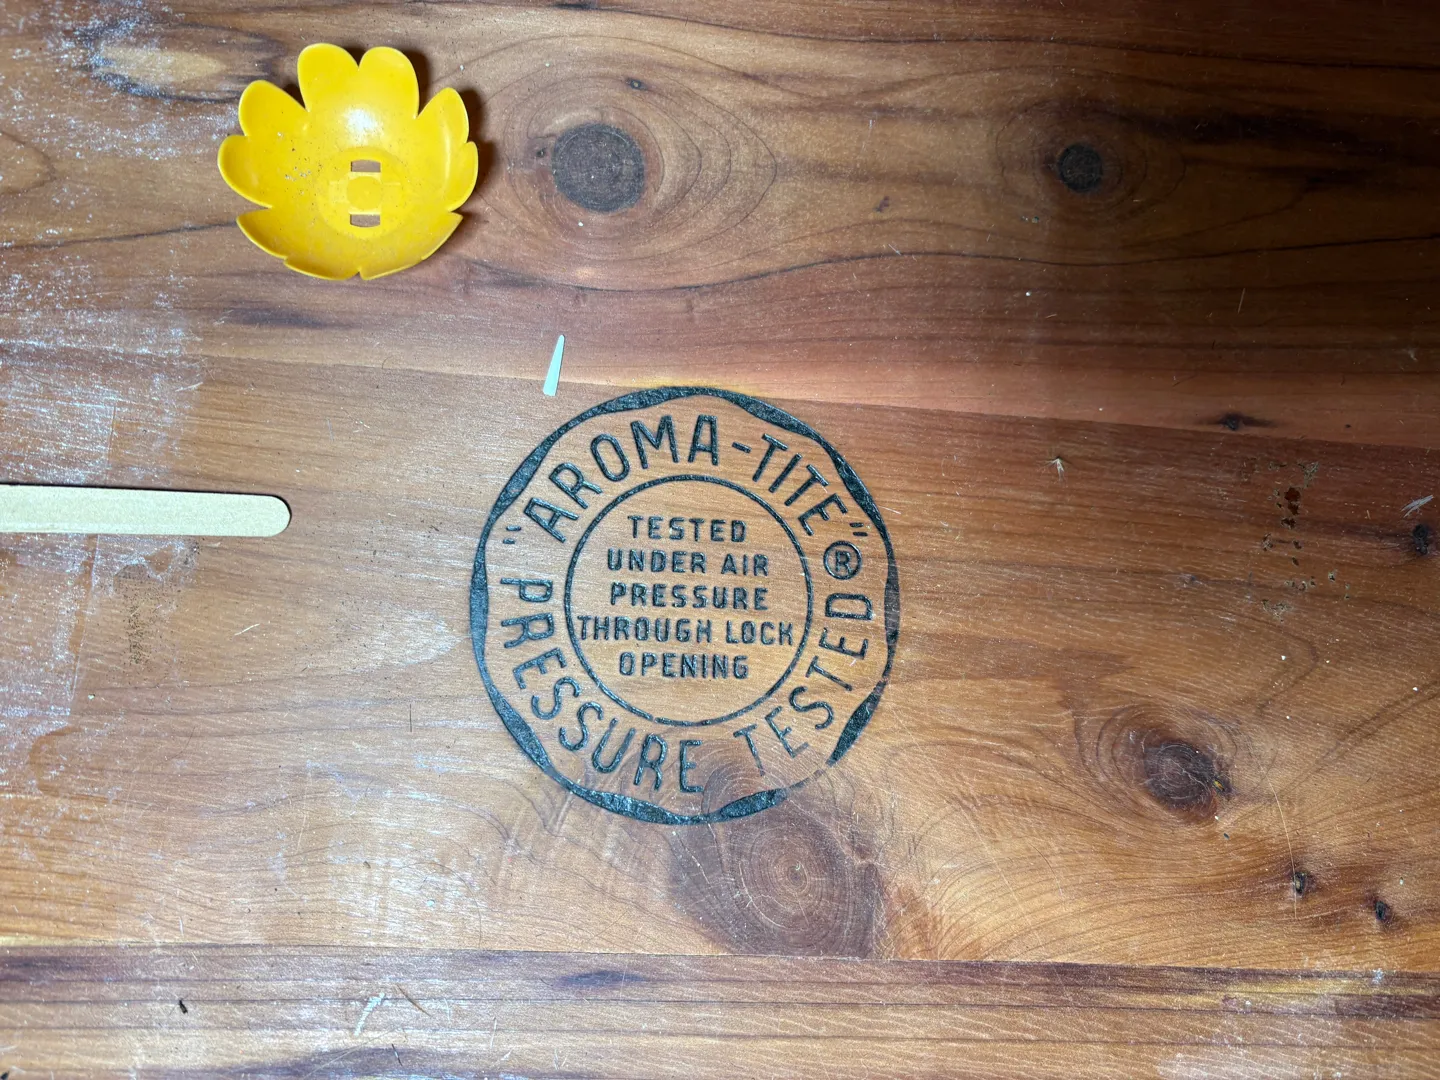 "AROMA-TITE"®
TESTED
UNDER AIR
PRESSURE
THROUGH LOCK
OPENING
PRESSURE TESTED